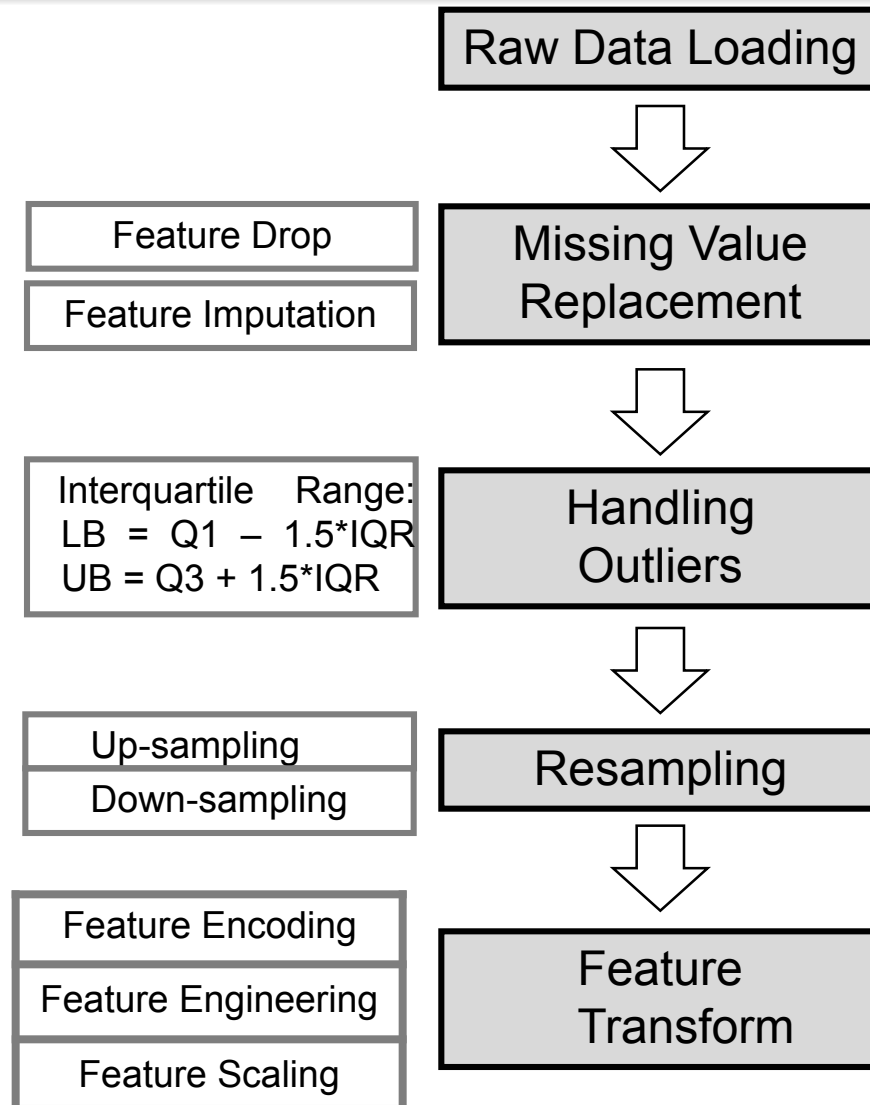 Raw Data Loading
Feature Drop
Feature Imputation
Missing Value
Replacement
Interquartile Range:
LB = Q1 – 1.5*IQR
UB = Q3 + 1.5*IQR
Handling
Outliers
Up-sampling
Down-sampling
Resampling
Feature Encoding
Feature Engineering
Feature Scaling
Feature
Transform